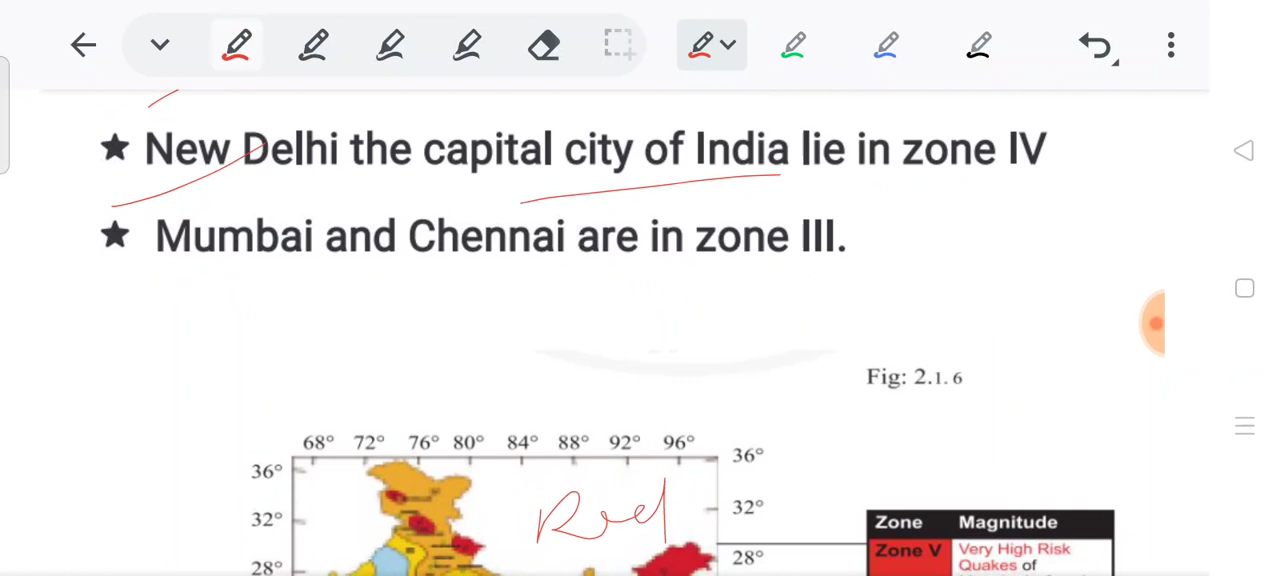 ★ New Delhi the capital city of India lie in zone IV
★ Mumbai and Chennai are in zone III.
Fig: 2.1.6
68° 72° 76° 80° 84° 88° 92° 96°
36° 36°
32° Red 32°
28° 28°
Zone Magnitude
Zone V Very High Risk
Quakes of